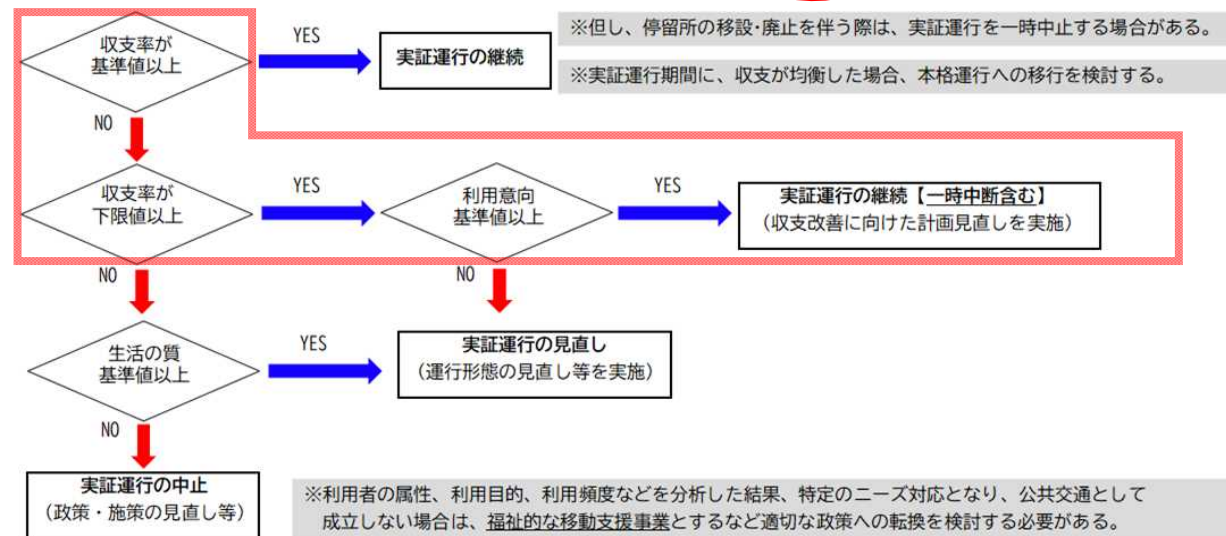 収支率が
基準値以上
YES
実証運行の継続
※但し、停留所の移設・廃止を伴う際は、実証運行を一時中止する場合がある。
※実証運行期間に、収支が均衡した場合、本格運行への移行を検討する。
NO
収支率が
下限値以上
YES
利用意向
基準値以上
YES
実証運行の継続【一時中断含む】
（収支改善に向けた計画見直しを実施）
NO
NO
生活の質
基準値以上
YES
実証運行の見直し
（運行形態の見直し等を実施）
NO
実証運行の中止
（政策・施策の見直し等）
※利用者の属性、利用目的、利用頻度などを分析した結果、特定のニーズ対応となり、公共交通として
成立しない場合は、福祉的な移動支援事業とするなど適切な政策への転換を検討する必要がある。